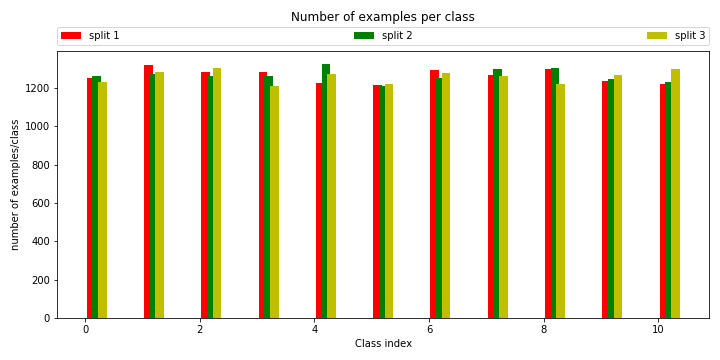 Number of examples per class
split 1 split 2 split 3
1200
1000
800
600
400
200
0
number of examples/class
0 2 4 6 8 10
Class index